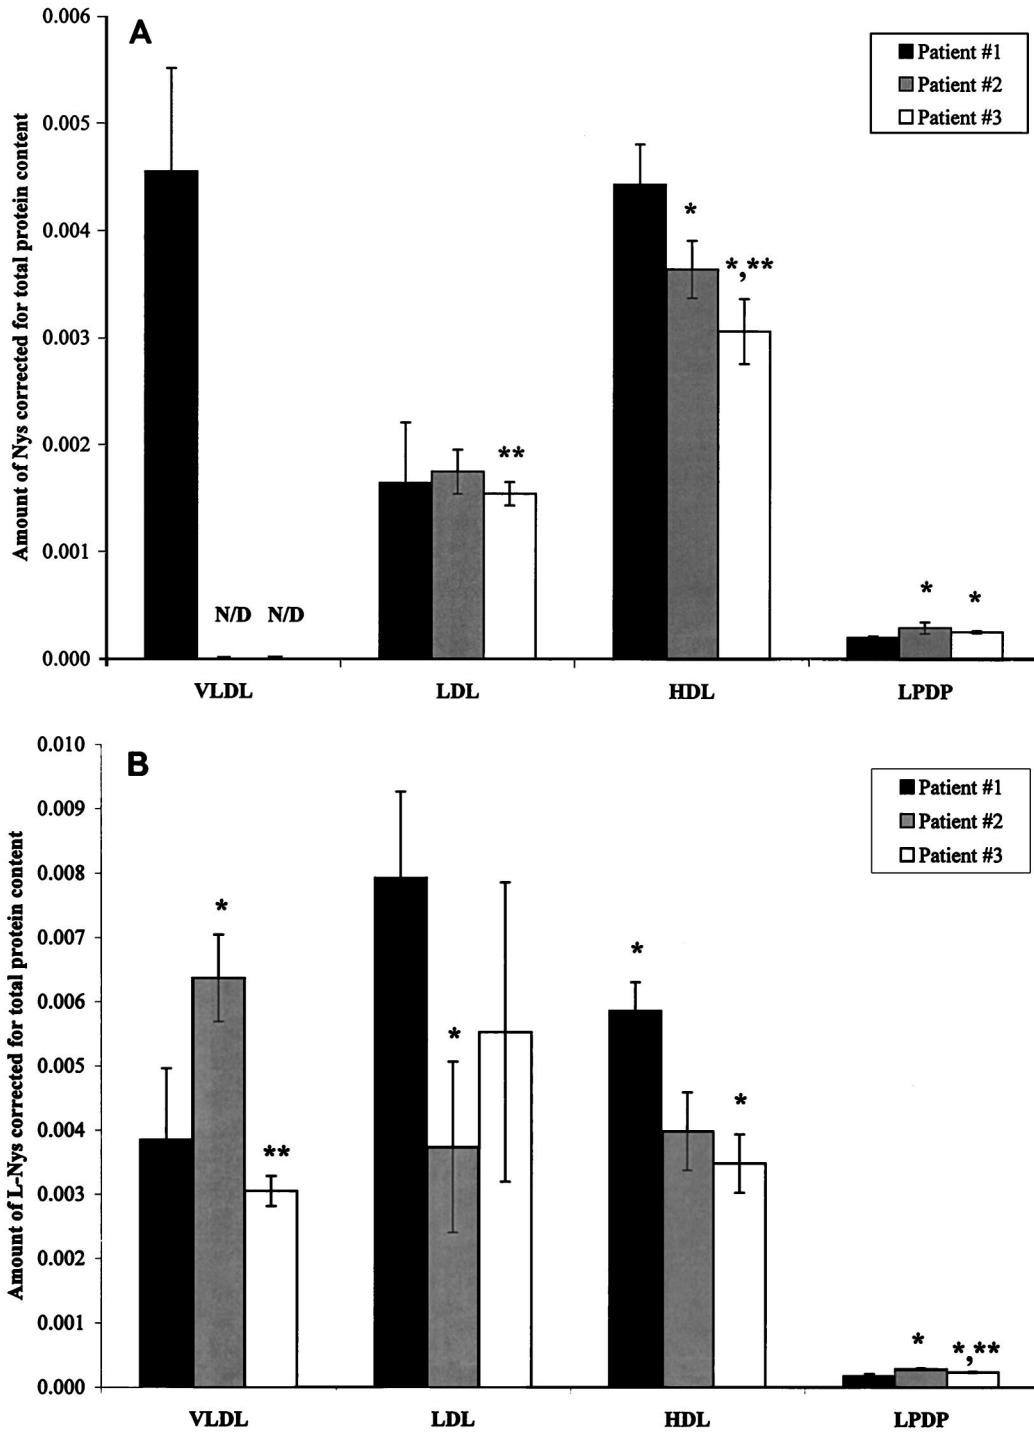 A
0.006
0.005
0.004
0.003
0.002
0.001
0.000
Amount of Nys corrected for total protein content
Patient #1
Patient #2
Patient #3
N/D N/D
**
*
*,**
*
*
VLDL LDL HDL LPDP
B
0.010
0.009
0.008
0.007
0.006
0.005
0.004
0.003
0.002
0.001
0.000
Amount of L-Nys corrected for total protein content
Patient #1
Patient #2
Patient #3
*
**
*
*
*
*
*,**
VLDL LDL HDL LPDP